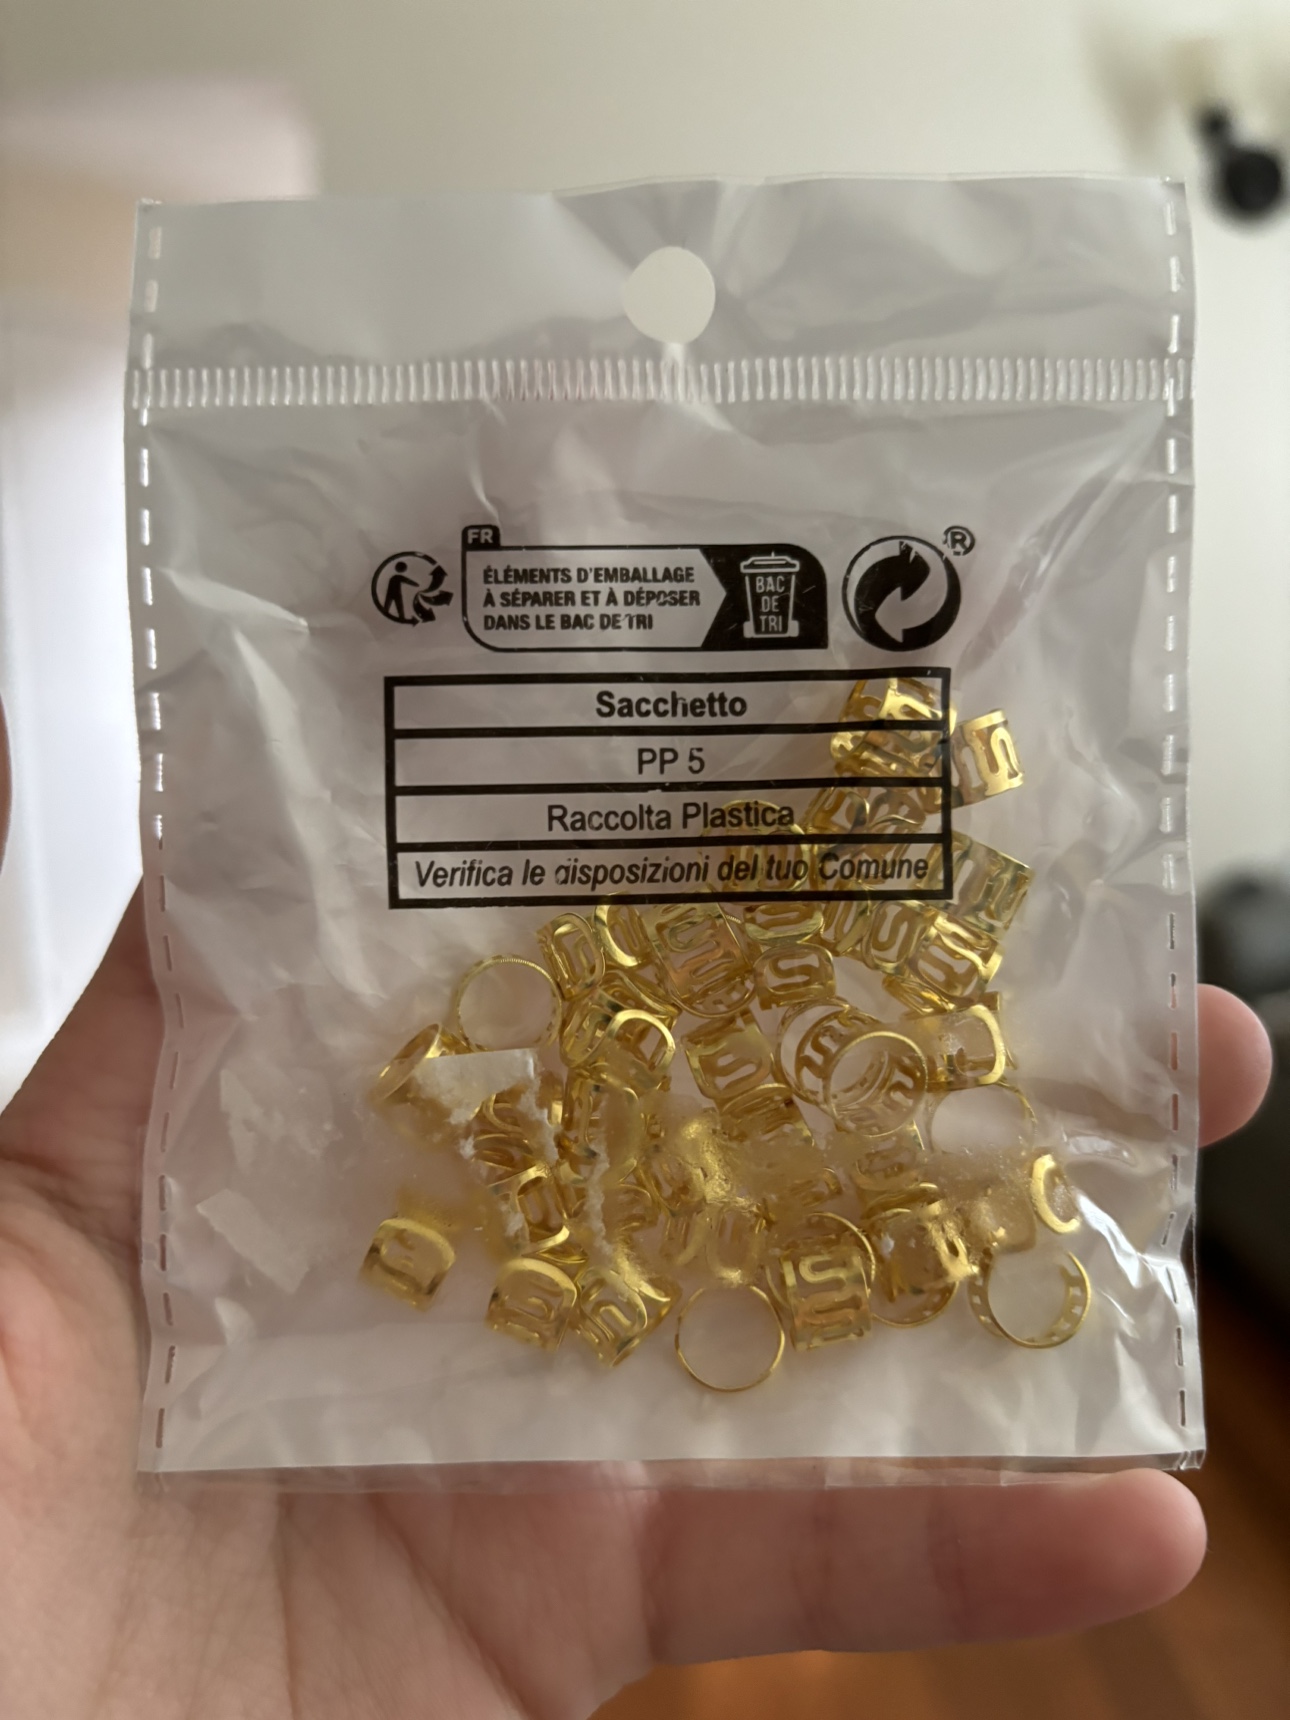 FR
ÉLÉMENTS D'EMBALLAGE
À SÉPARER ET À DÉPOSER
DANS LE BAC DE TRI
BAC
DE
TRI
®
Sacchetto
PP 5
Raccolta Plastica
Verifica le disposizioni del tuo Comune